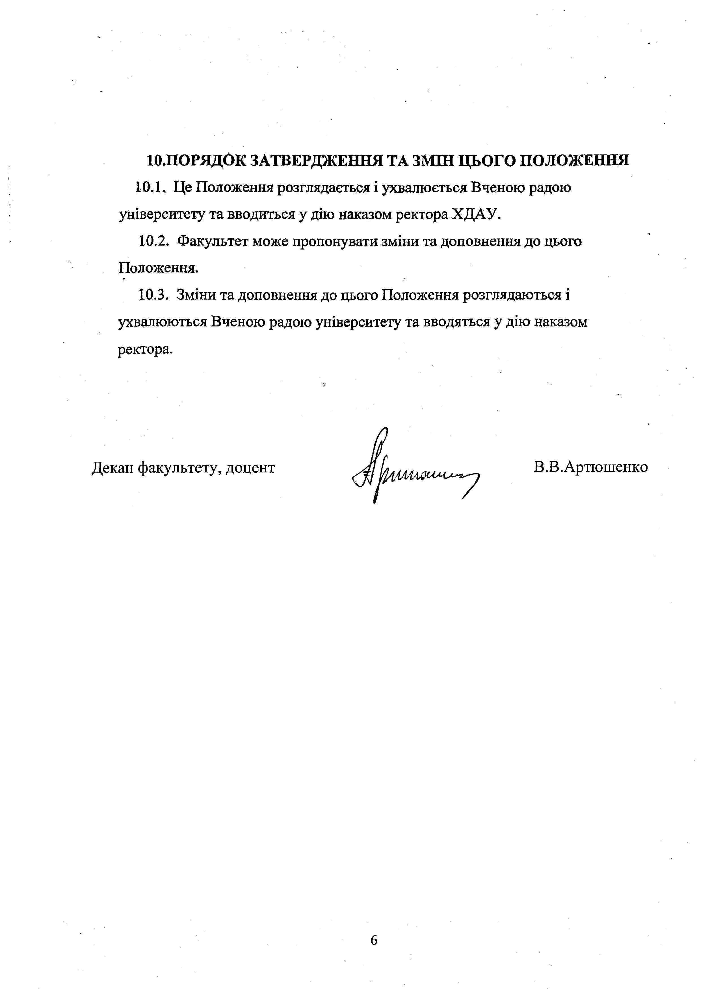 10.ПОРЯДОК ЗАТВЕРДЖЕННЯ ТА ЗМІН ЦЬОГО ПОЛОЖЕННЯ
10.1. Це Положення розглядається і ухвалюється Вченою радою
університету та вводиться у дію наказом ректора ХДАУ.
10.2. Факультет може пропонувати зміни та доповнення до цього
Положення.
10.3. Зміни та доповнення до цього Положення розглядаються і
ухвалюються Вченою радою університету та вводяться у дію наказом
ректора.
Декан факультету, доцент В.В.Артюшенко
6